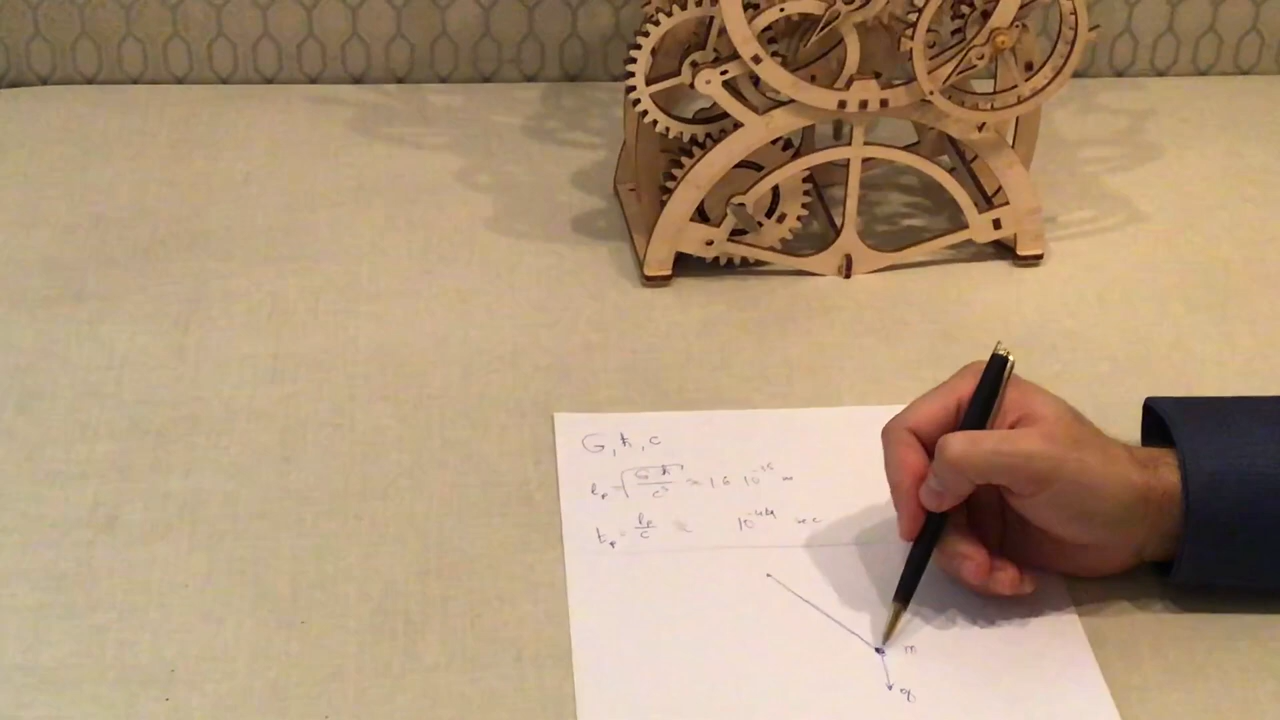 G, ħ, c
lₚ = √(Għ/c³) ≈ 1.6 10⁻³⁵ m
tₚ = lₚ/c ≈ 10⁻⁴⁴ sec
m
g